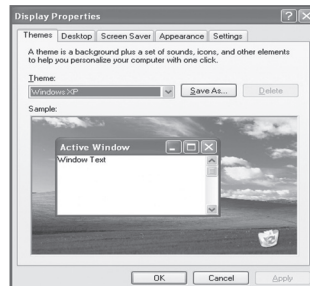 Display Properties
Themes Desktop Screen Saver Appearance Settings
A theme is a background plus a set of sounds, icons, and other elements
to help you personalize your computer with one click.
Theme:
Windows XP Save As... Delete
Sample:
Active Window
Window Text
OK Cancel Apply